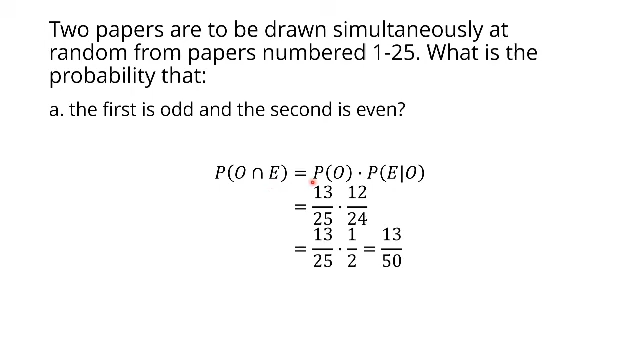 Two papers are to be drawn simultaneously at
random from papers numbered 1-25. What is the
probability that:
a. the first is odd and the second is even?
P(O ∩ E) = P(O) · P(E|O)
= 13/25 · 12/24
= 13/25 · 1/2 = 13/50